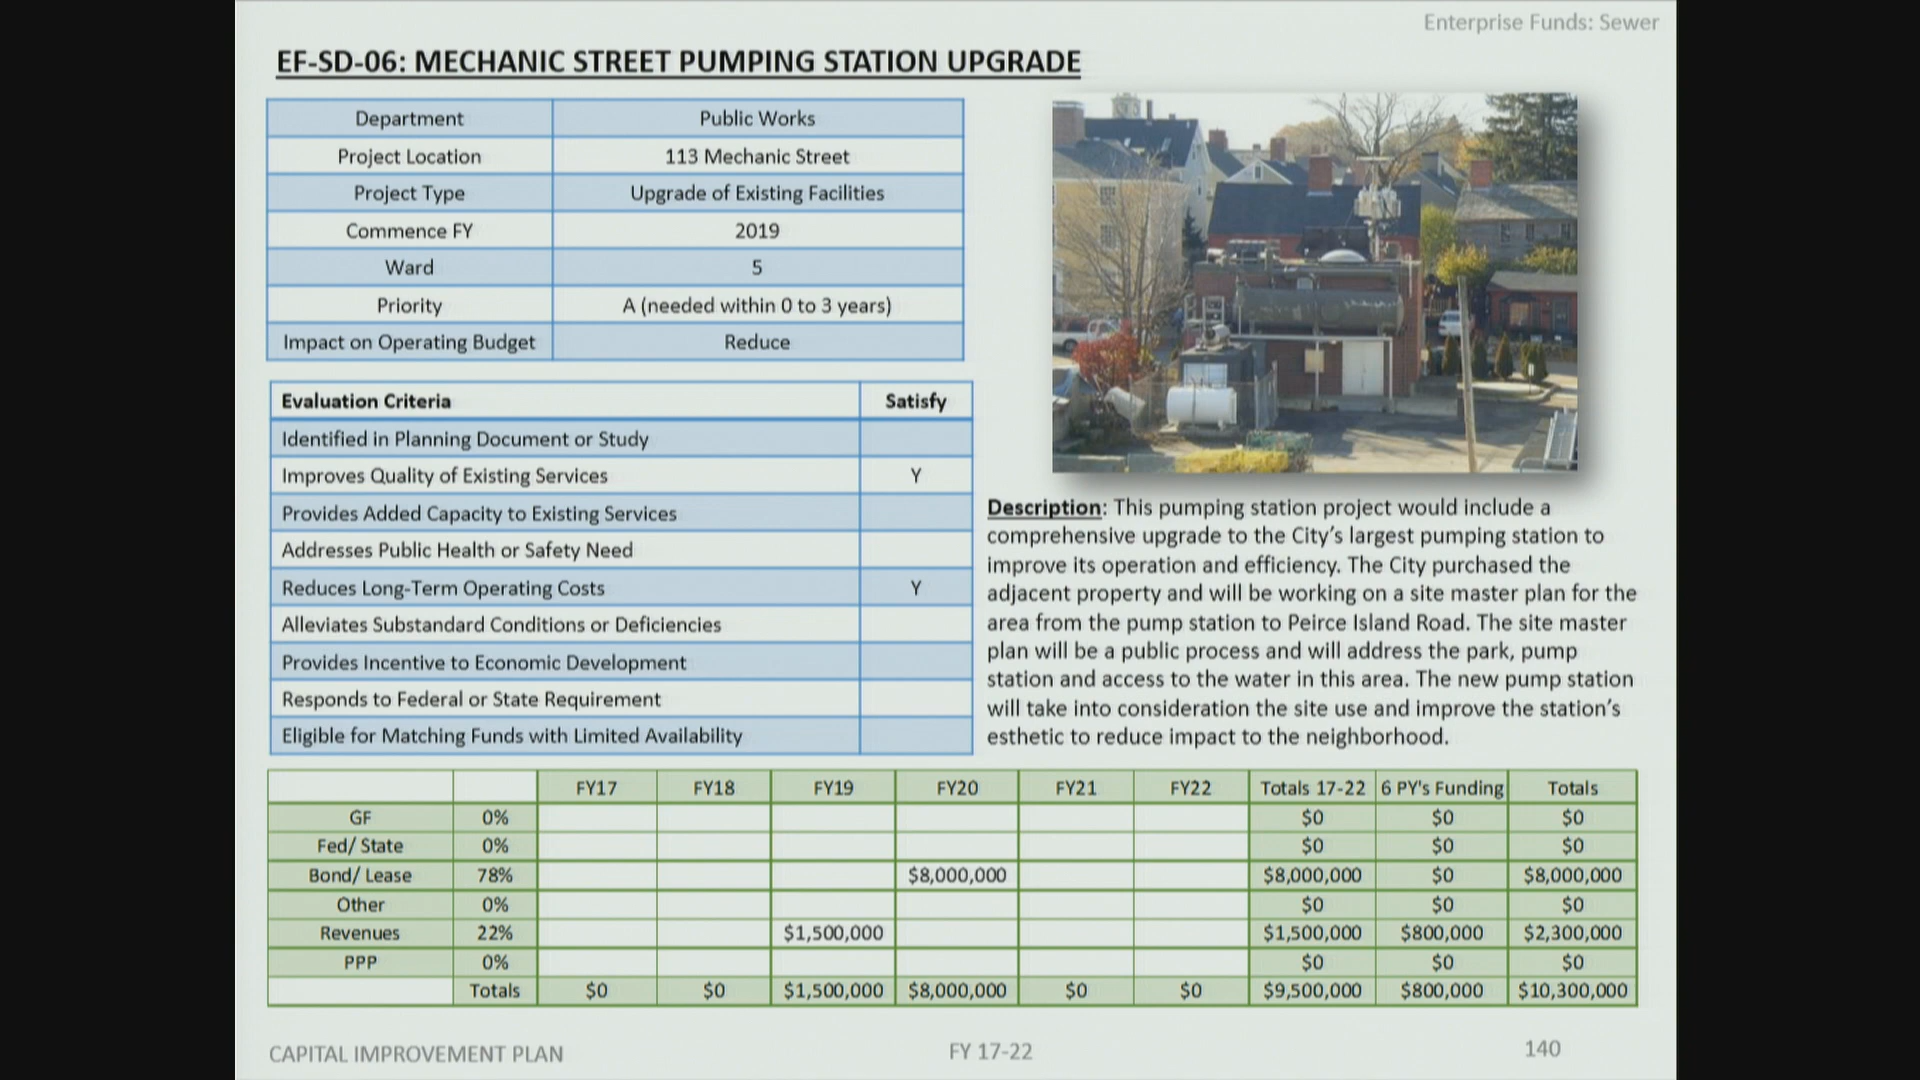 Enterprise Funds: Sewer
EF-SD-06: MECHANIC STREET PUMPING STATION UPGRADE
Department Public Works
Project Location 113 Mechanic Street
Project Type Upgrade of Existing Facilities
Commence FY 2019
Ward 5
Priority A (needed within 0 to 3 years)
Impact on Operating Budget Reduce
Evaluation Criteria Satisfy
Identified in Planning Document or Study
Improves Quality of Existing Services Y
Provides Added Capacity to Existing Services
Addresses Public Health or Safety Need
Reduces Long-Term Operating Costs Y
Alleviates Substandard Conditions or Deficiencies
Provides Incentive to Economic Development
Responds to Federal or State Requirement
Eligible for Matching Funds with Limited Availability
Description: This pumping station project would include a
comprehensive upgrade to the City's largest pumping station to
improve its operation and efficiency. The City purchased the
adjacent property and will be working on a site master plan for the
area from the pump station to Peirce Island Road. The site master
plan will be a public process and will address the park, pump
station and access to the water in this area. The new pump station
will take into consideration the site use and improve the station's
esthetic to reduce impact to the neighborhood.
FY17 FY18 FY19 FY20 FY21 FY22 Totals 17-22 6 PY's Funding Totals
GF 0% $0 $0 $0
Fed/ State 0% $0 $0 $0
Bond/ Lease 78% $8,000,000 $8,000,000 $0 $8,000,000
Other 0% $0 $0 $0
Revenues 22% $1,500,000 $1,500,000 $800,000 $2,300,000
PPP 0% $0 $0 $0
Totals $0 $0 $1,500,000 $8,000,000 $0 $0 $9,500,000 $800,000 $10,300,000
CAPITAL IMPROVEMENT PLAN FY 17-22 140